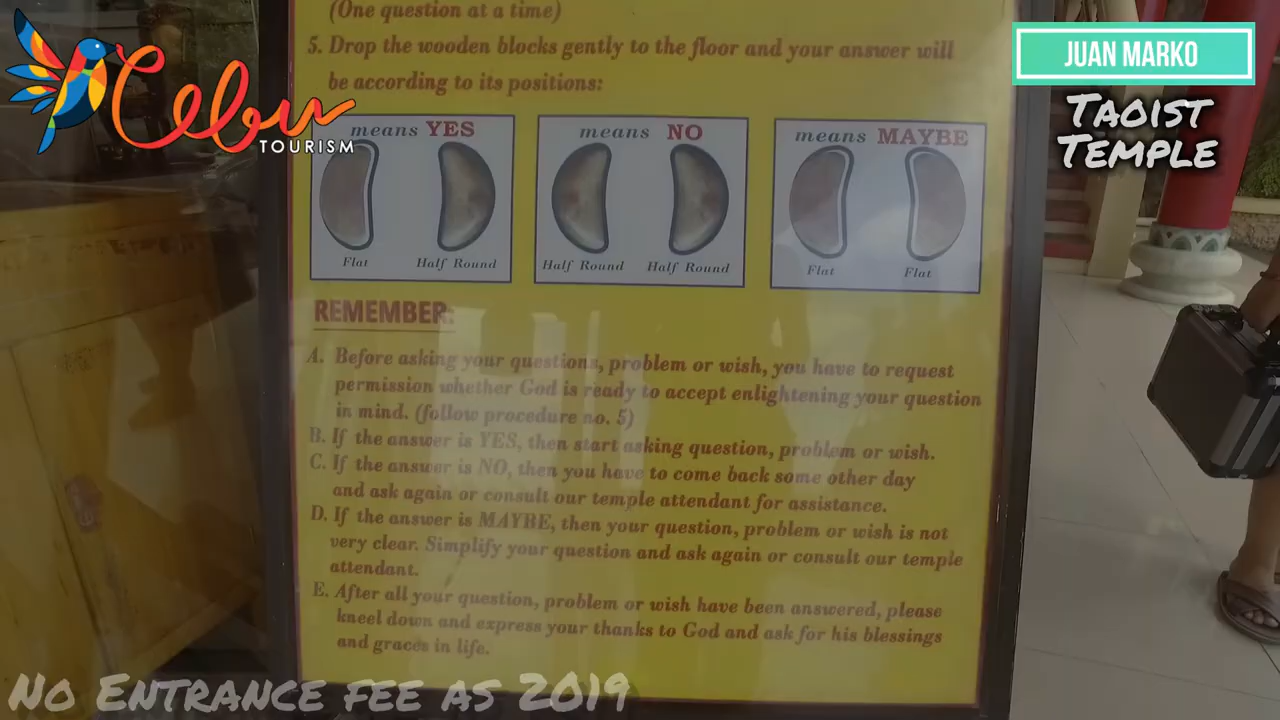 (One question at a time)
5. Drop the wooden blocks gently to the floor and your answer will
be according to its positions:
Cebu
TOURISM
JUAN MARKO
TAOIST
TEMPLE
means YES
means NO
means MAYBE
Flat
Half Round
Half Round
Half Round
Flat
Flat
REMEMBER:
A. Before asking your questions, problem or wish, you have to request
permission whether God is ready to accept enlightening your question
in mind. (follow procedure no. 5)
B. If the answer is YES, then start asking question, problem or wish.
C. If the answer is NO, then you have to come back some other day
and ask again or consult our temple attendant for assistance.
D. If the answer is MAYBE, then your question, problem or wish is not
very clear. Simplify your question and ask again or consult our temple
attendant.
E. After all your question, problem or wish have been answered, please
kneel down and express your thanks to God and ask for his blessings
and graces in life.
NO ENTRANCE FEE AS 2019